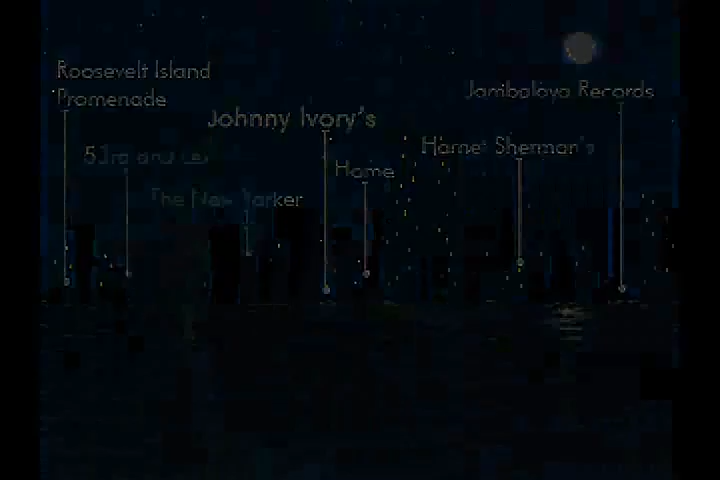 Roosevelt Island
Promenade
Jambalaya Records
Johnny Ivory's
Harriet Sherman's
53rd and Lex
Home
The New Yorker